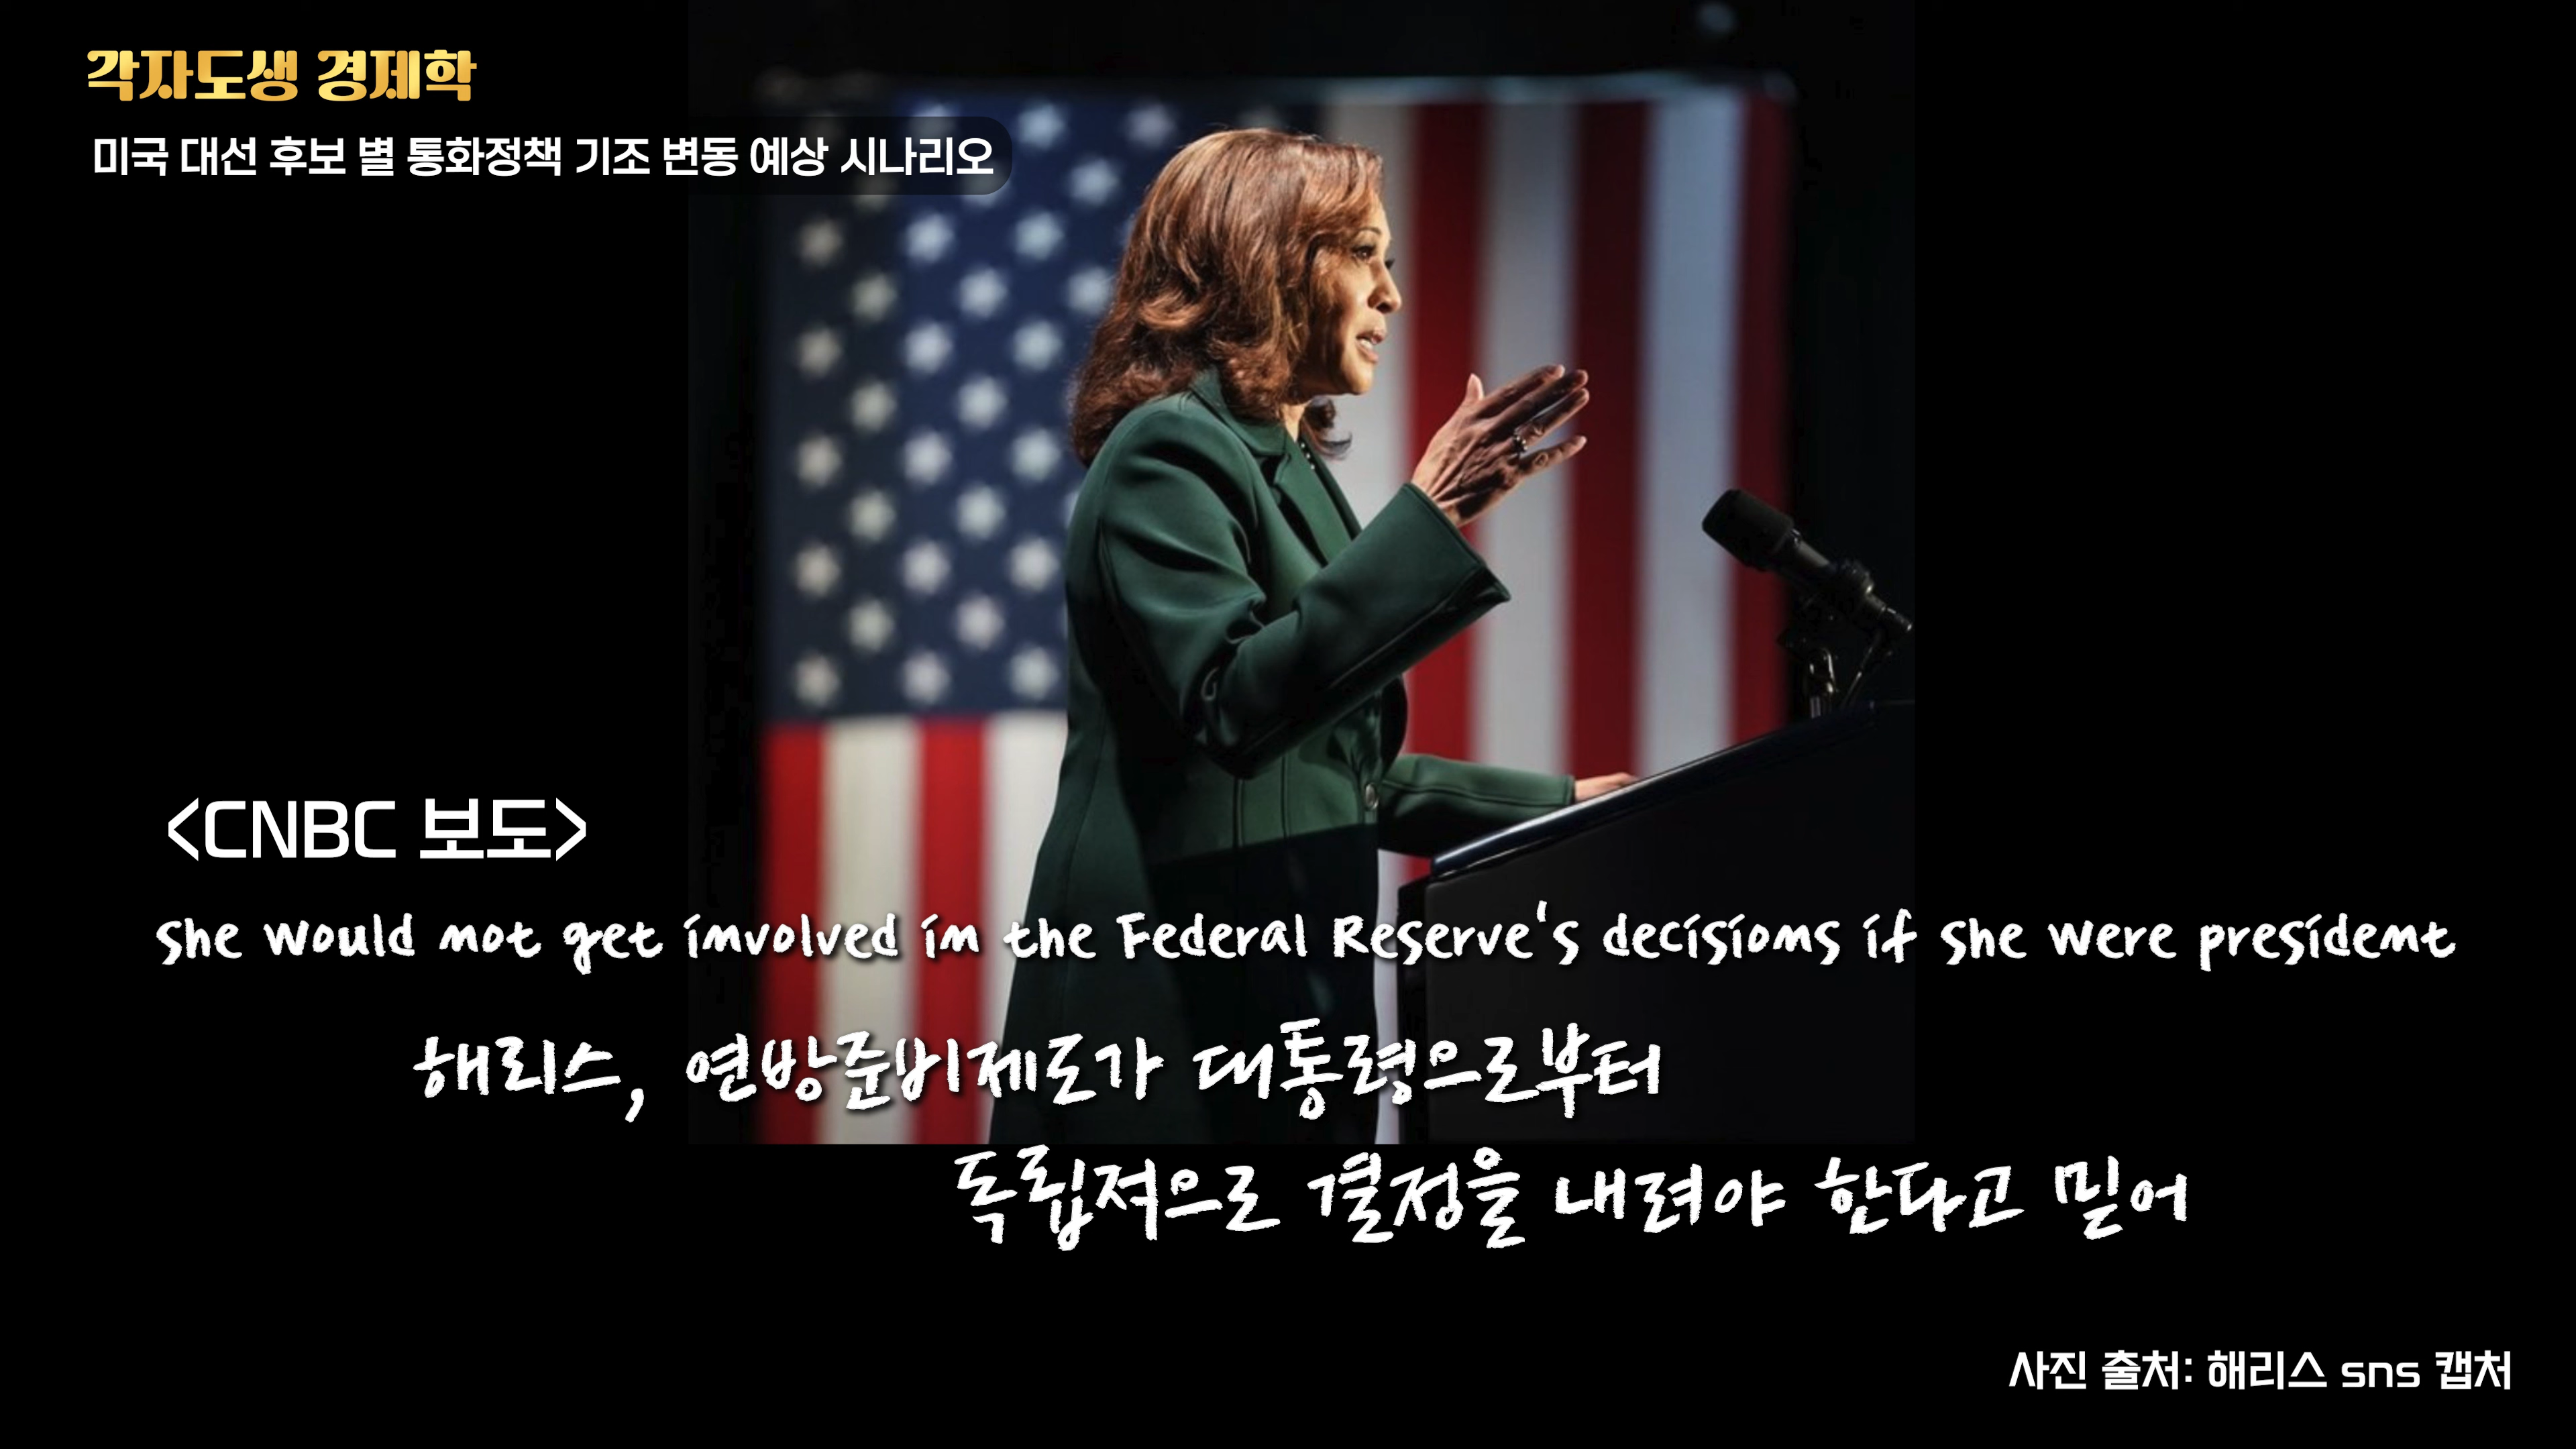 각자도생 경제학
미국 대선 후보 별 통화정책 기조 변동 예상 시나리오
<CNBC 보도>
she would not get involved in the Federal Reserve's decisions if she were president
해리스, 연방준비제도가 대통령으로부터
독립적으로 결정을 내려야 한다고 믿어
사진 출처: 해리스 sns 캡처